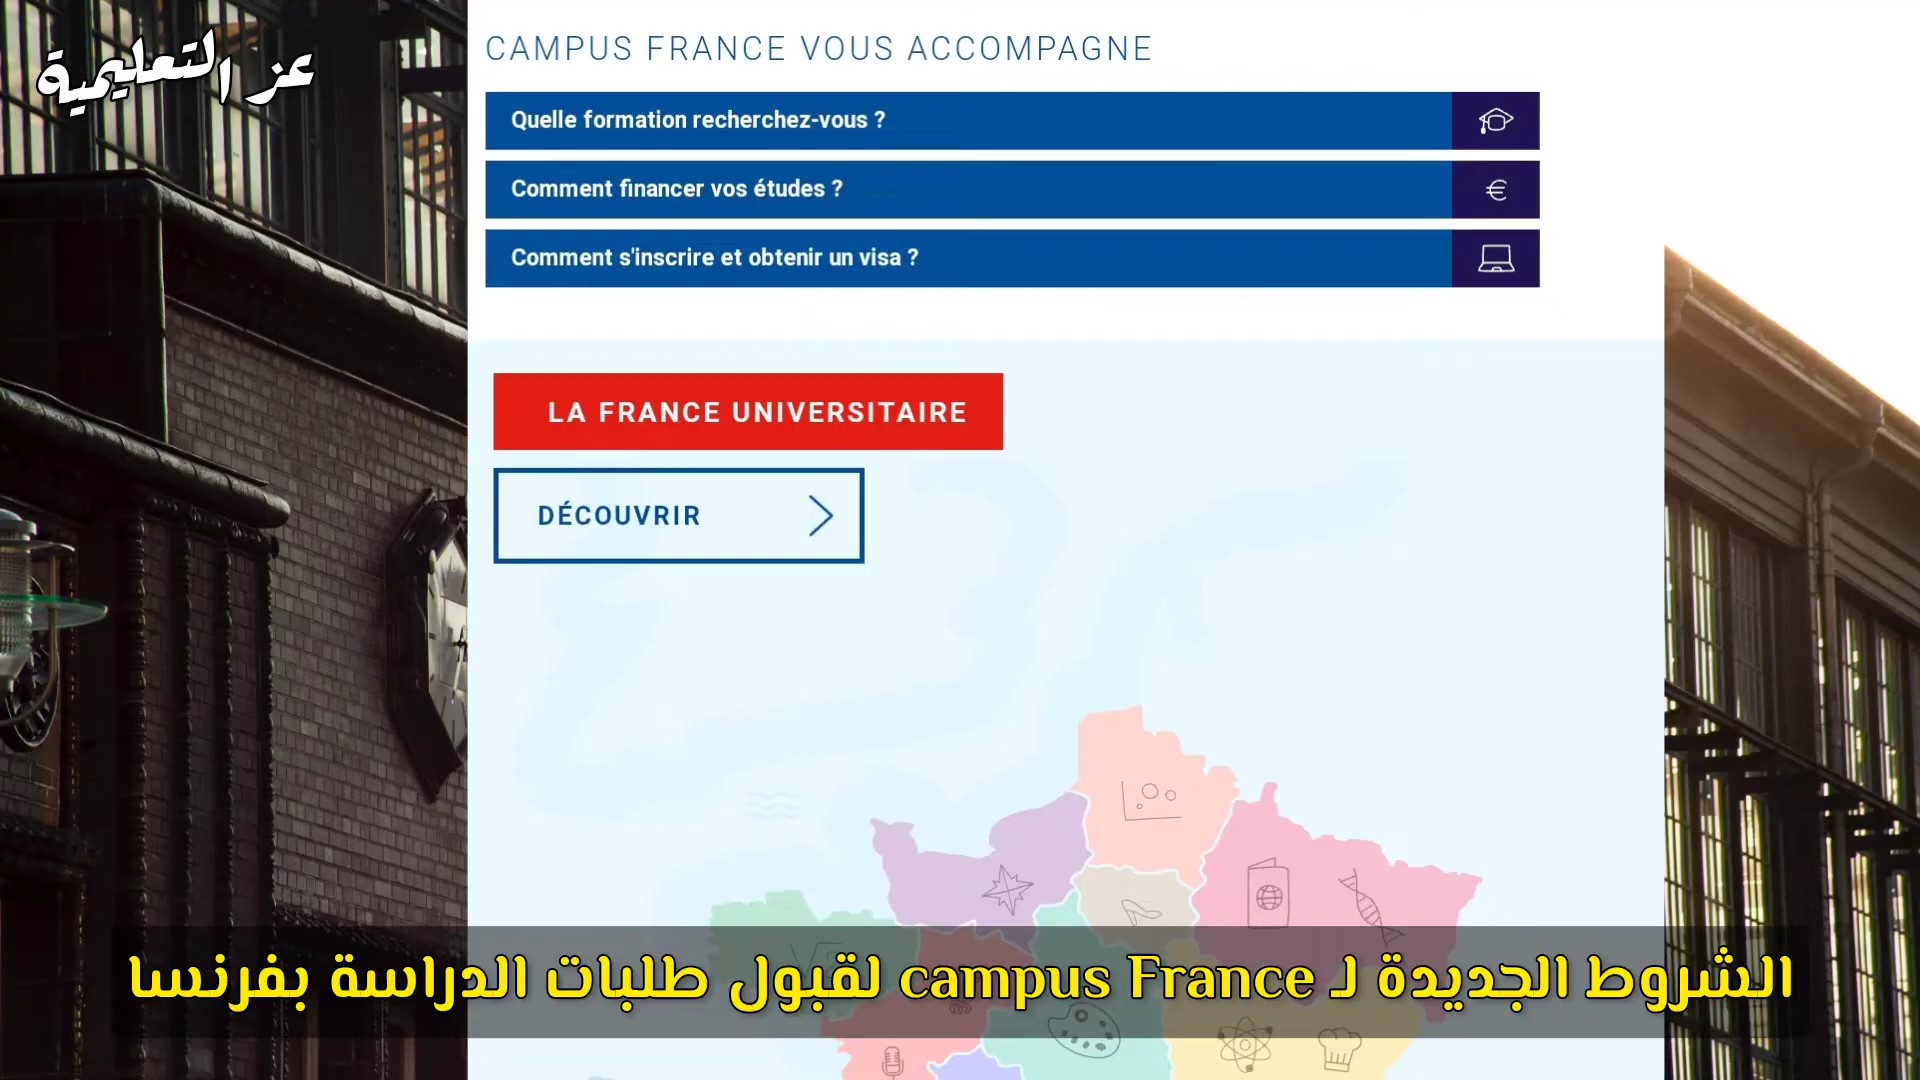 عز التعليمية
CAMPUS FRANCE VOUS ACCOMPAGNE
Quelle formation recherchez-vous ?
Comment financer vos études ?
Comment s'inscrire et obtenir un visa ?
LA FRANCE UNIVERSITAIRE
DÉCOUVRIR
الشروط الجديدة لـ campus France لقبول طلبات الدراسة بفرنسا